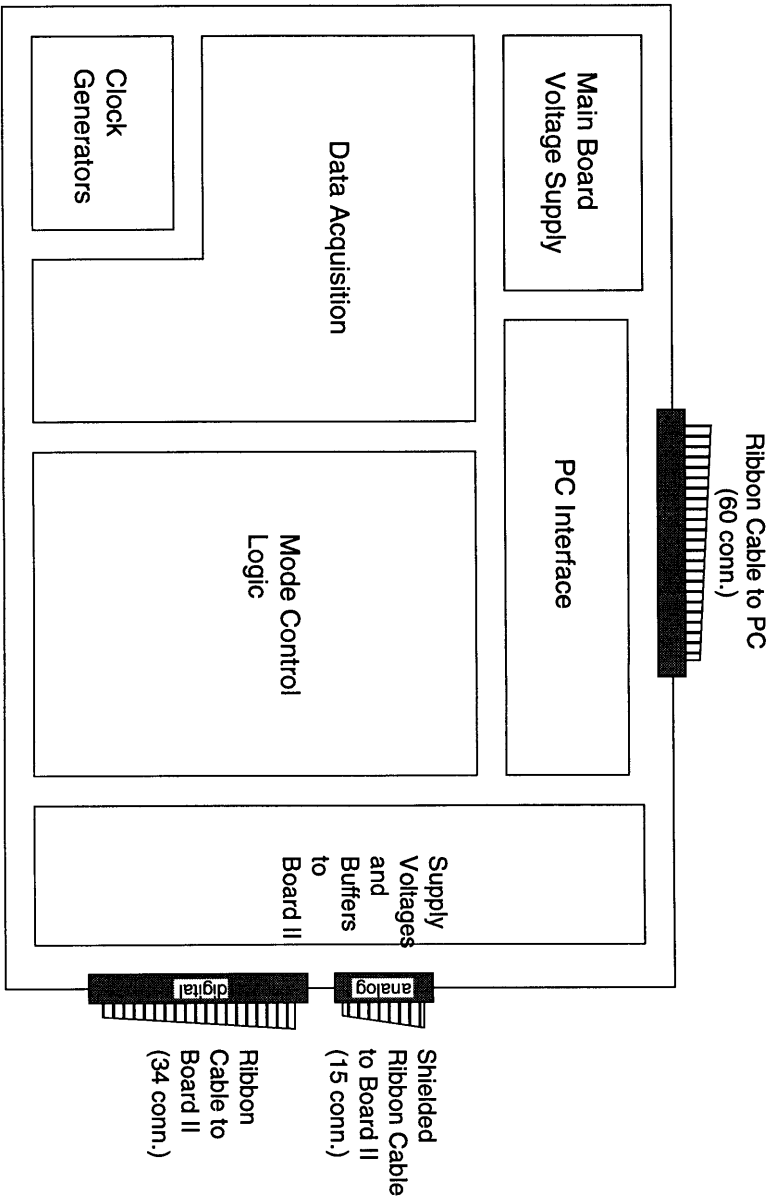 Ribbon Cable to PC
(60 conn.)
Main Board
Voltage Supply
PC Interface
Data Acquisition
Clock
Generators
Mode Control
Logic
Supply
Voltages
and
Buffers
to
Board II
analog
digital
Shielded
Ribbon Cable
to Board II
(15 conn.)
Ribbon
Cable to
Board II
(34 conn.)